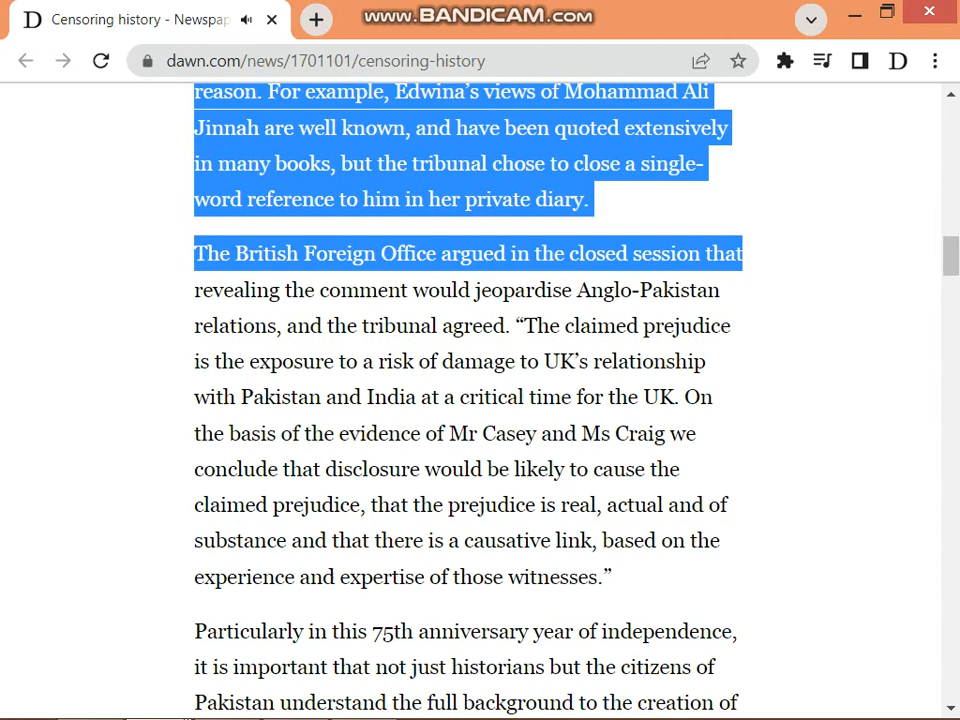 Censoring history - Newspap
www.BANDICAM.com
dawn.com/news/1701101/censoring-history
reason. For example, Edwina’s views of Mohammad Ali
Jinnah are well known, and have been quoted extensively
in many books, but the tribunal chose to close a single-
word reference to him in her private diary.
The British Foreign Office argued in the closed session that
revealing the comment would jeopardise Anglo-Pakistan
relations, and the tribunal agreed. “The claimed prejudice
is the exposure to a risk of damage to UK’s relationship
with Pakistan and India at a critical time for the UK. On
the basis of the evidence of Mr Casey and Ms Craig we
conclude that disclosure would be likely to cause the
claimed prejudice, that the prejudice is real, actual and of
substance and that there is a causative link, based on the
experience and expertise of those witnesses.”
Particularly in this 75th anniversary year of independence,
it is important that not just historians but the citizens of
Pakistan understand the full background to the creation of